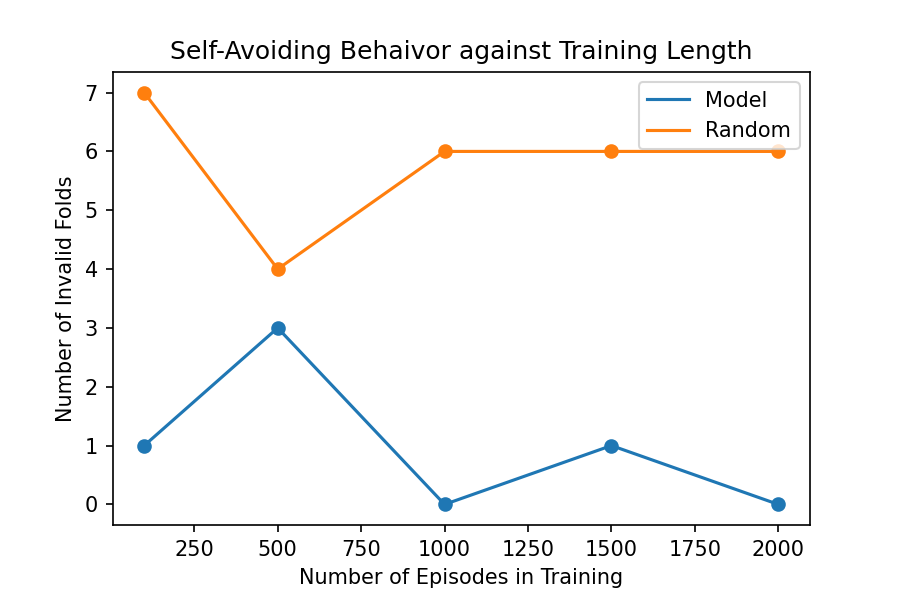 Self-Avoiding Behaivor against Training Length
Model
Random
Number of Invalid Folds
7
6
5
4
3
2
1
0
250 500 750 1000 1250 1500 1750 2000
Number of Episodes in Training